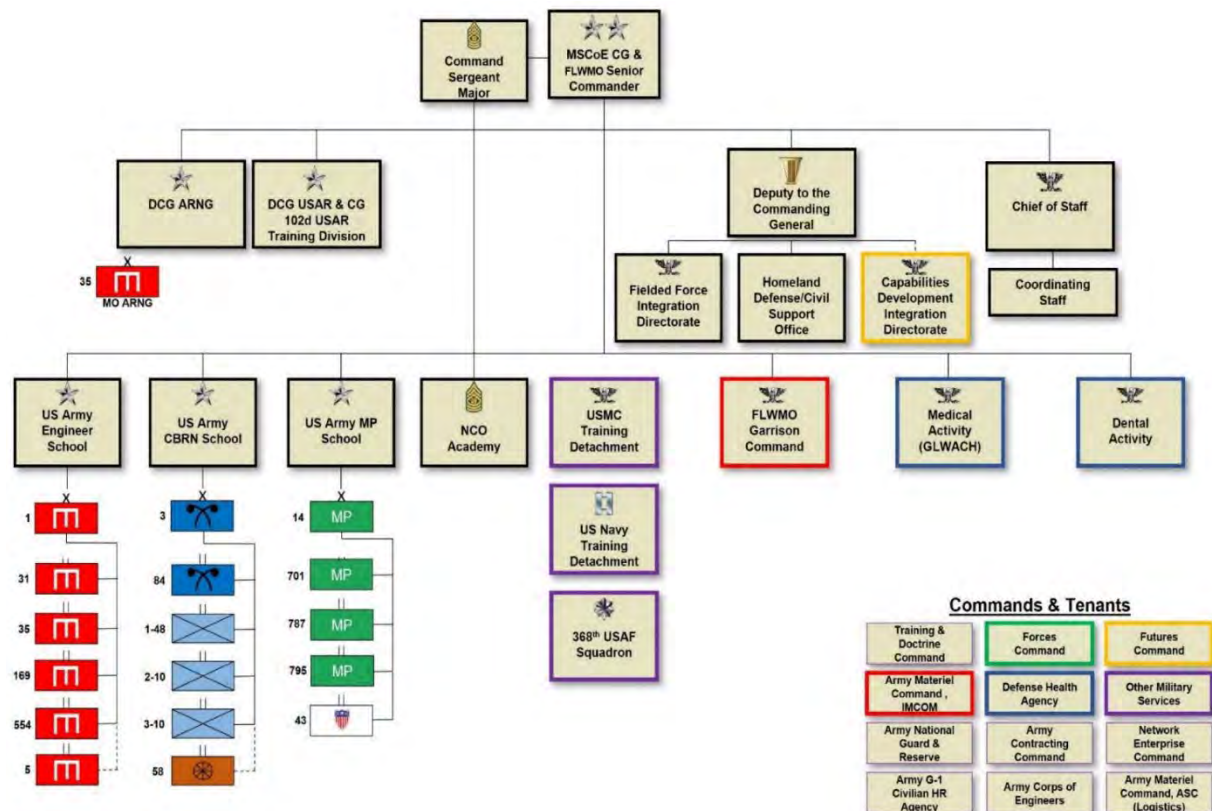 Command
Sergeant
Major
MSCoE CG &
FLWMO Senior
Commander
DCG ARNG
DCG USAR & CG
102d USAR
Training Division
Deputy to the
Commanding
General
Chief of Staff
X
35
MO ARNG
Fielded Force
Integration
Directorate
Homeland
Defense/Civil
Support
Office
Capabilities
Development
Integration
Directorate
Coordinating
Staff
US Army
Engineer
School
US Army
CBRN School
US Army MP
School
NCO
Academy
USMC
Training
Detachment
FLWMO
Garrison
Command
Medical
Activity
(GLWACH)
Dental
Activity
X
1
31
35
169
554
5
X
3
84
1-48
2-10
3-10
58
X
14 MP
701 MP
787 MP
795 MP
43
US Navy
Training
Detachment
368th USAF
Squadron
Commands & Tenants
Training &
Doctrine
Command
Forces
Command
Futures
Command
Army Materiel
Command ,
IMCOM
Defense Health
Agency
Other Military
Services
Army National
Guard &
Reserve
Army
Contracting
Command
Network
Enterprise
Command
Army G-1
Civilian HR
Agency
Army Corps of
Engineers
Army Materiel
Command, ASC
(Logistics)